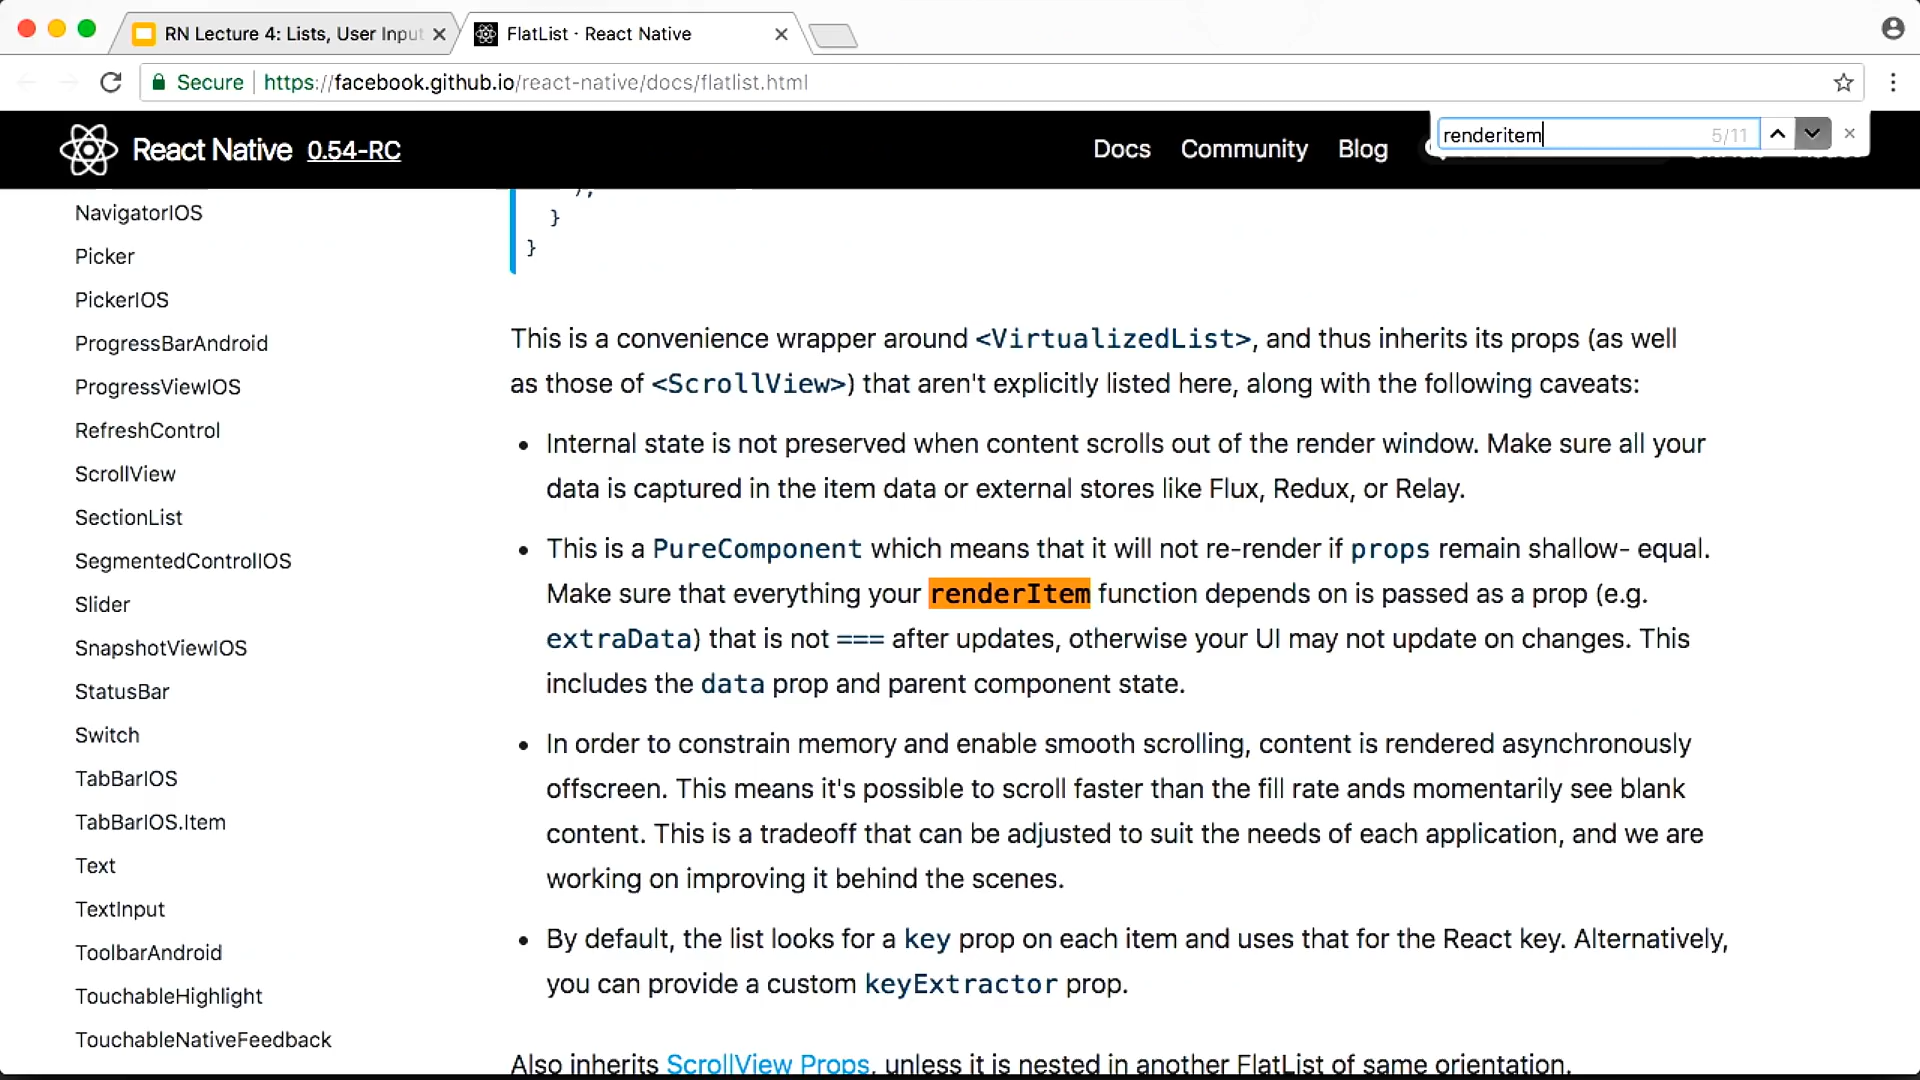 RN Lecture 4: Lists, User Input
FlatList · React Native
Secure https://facebook.github.io/react-native/docs/flatlist.html
React Native 0.54-RC
Docs Community Blog
renderitem 5/11
NavigatorIOS
Picker
PickerIOS
ProgressBarAndroid
ProgressViewIOS
RefreshControl
ScrollView
SectionList
SegmentedControlIOS
Slider
SnapshotViewIOS
StatusBar
Switch
TabBarIOS
TabBarIOS.Item
Text
TextInput
ToolbarAndroid
TouchableHighlight
TouchableNativeFeedback
);
}
}
This is a convenience wrapper around <VirtualizedList>, and thus inherits its props (as well
as those of <ScrollView>) that aren't explicitly listed here, along with the following caveats:
• Internal state is not preserved when content scrolls out of the render window. Make sure all your
data is captured in the item data or external stores like Flux, Redux, or Relay.
• This is a PureComponent which means that it will not re-render if props remain shallow- equal.
Make sure that everything your renderItem function depends on is passed as a prop (e.g.
extraData) that is not === after updates, otherwise your UI may not update on changes. This
includes the data prop and parent component state.
• In order to constrain memory and enable smooth scrolling, content is rendered asynchronously
offscreen. This means it's possible to scroll faster than the fill rate ands momentarily see blank
content. This is a tradeoff that can be adjusted to suit the needs of each application, and we are
working on improving it behind the scenes.
• By default, the list looks for a key prop on each item and uses that for the React key. Alternatively,
you can provide a custom keyExtractor prop.
Also inherits ScrollView Props, unless it is nested in another FlatList of same orientation.